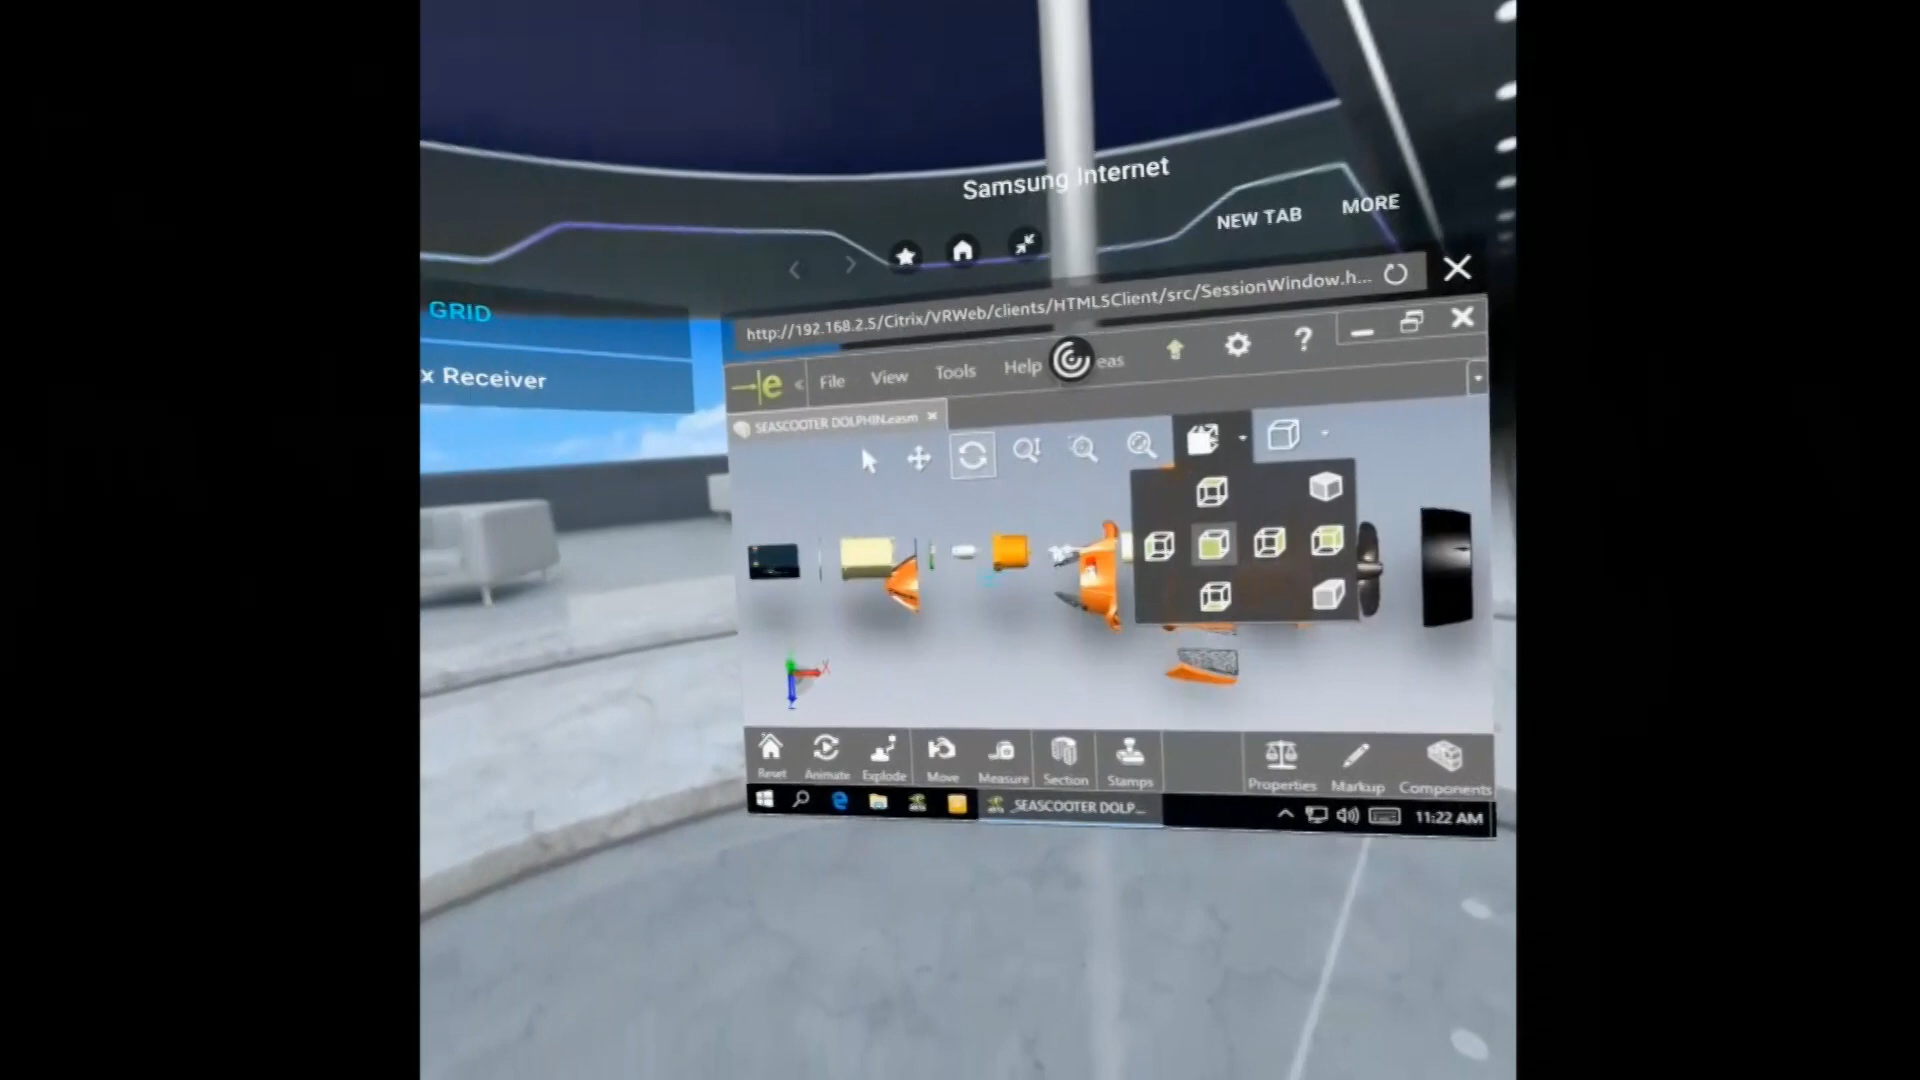 Samsung Internet
NEW TAB
MORE
GRID
x Receiver
http://192.168.2.5/Citrix/VRWeb/clients/HTML5Client/src/SessionWindow.h...
e
File
View
Tools
Help
eas
?
SEASCOOTER DOLPHIN.easm
X
Z
Reset
Animate
Explode
Move
Measure
Section
Stamps
Properties
Markup
Components
_SEASCOOTER DOLP...
11:22 AM